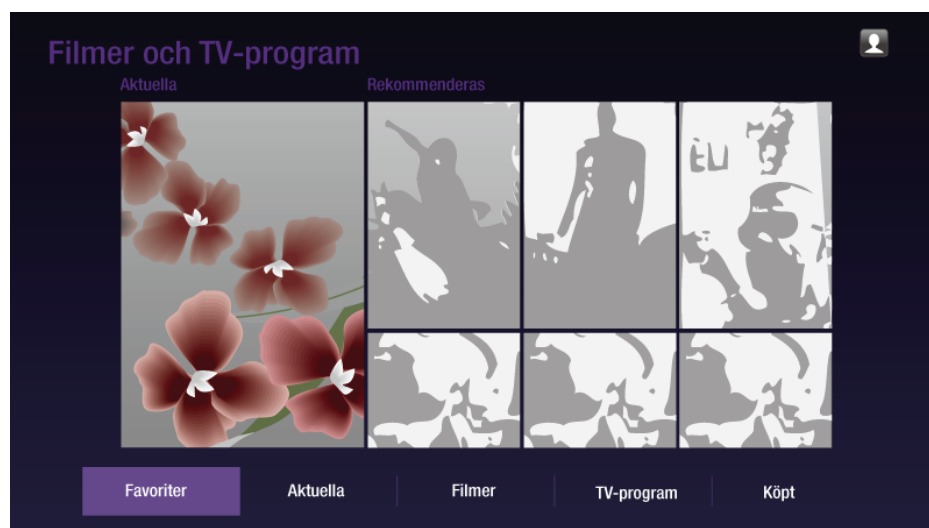 Filmer och TV-program
Aktuella Rekommenderas
Favoriter Aktuella Filmer TV-program Köpt